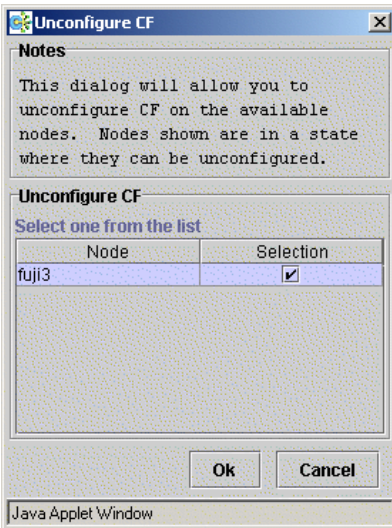 Unconfigure CF
Notes
This dialog will allow you to
unconfigure CF on the available
nodes. Nodes shown are in a state
where they can be unconfigured.
Unconfigure CF
Select one from the list
Node Selection
fuji3
Ok Cancel
Java Applet Window